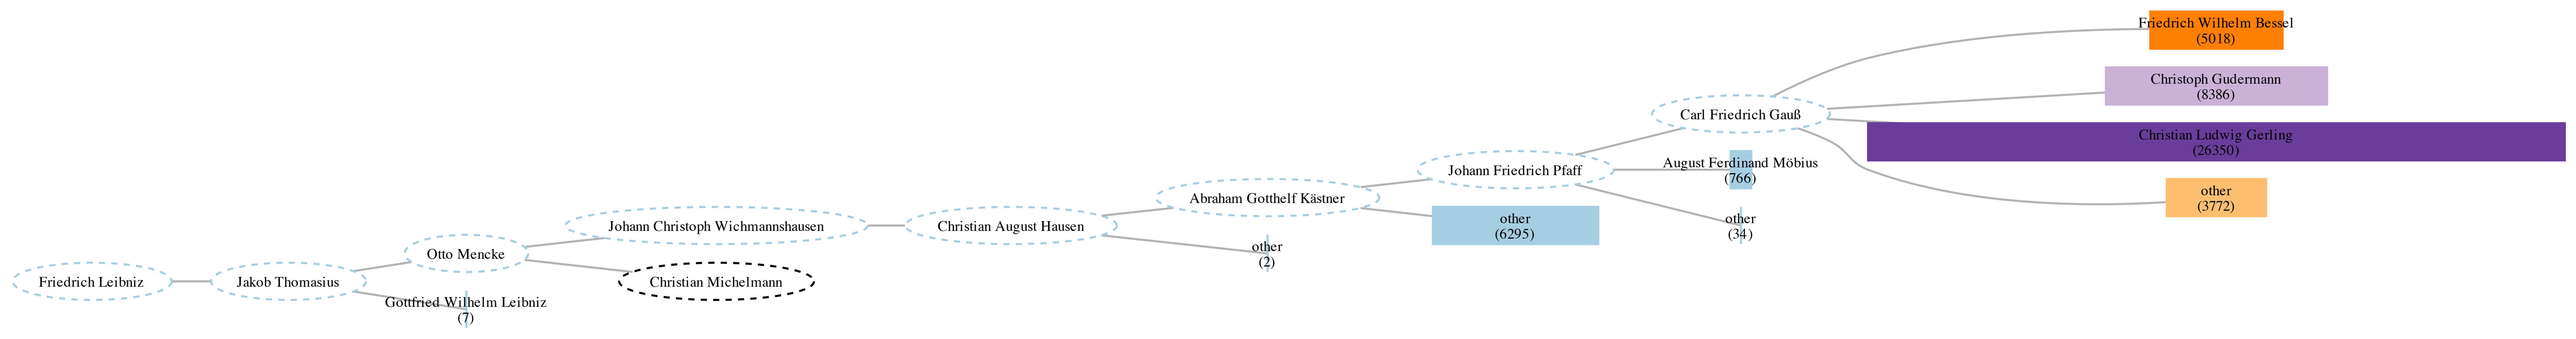 Friedrich Leibniz
Jakob Thomasius
Otto Mencke
Gottfried Wilhelm Leibniz
(7)
Johann Christoph Wichmannshausen
Christian Michelmann
Christian August Hausen
Abraham Gotthelf Kästner
other
(2)
Johann Friedrich Pfaff
other
(6295)
Carl Friedrich Gauß
August Ferdinand Möbius
(766)
other
(34)
Friedrich Wilhelm Bessel
(5018)
Christoph Gudermann
(8386)
Christian Ludwig Gerling
(26350)
other
(3772)